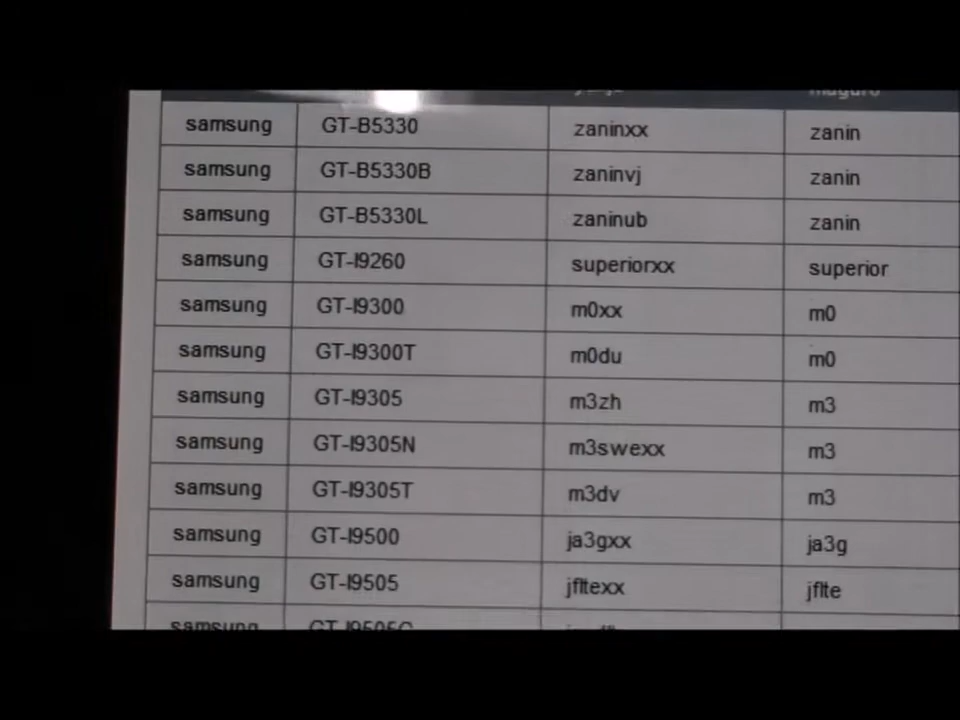 samsung GT-B5330 zaninxx zanin
samsung GT-B5330B zaninvj zanin
samsung GT-B5330L zaninub zanin
samsung GT-I9260 superiorxx superior
samsung GT-I9300 m0xx m0
samsung GT-I9300T m0du m0
samsung GT-I9305 m3zh m3
samsung GT-I9305N m3swexx m3
samsung GT-I9305T m3dv m3
samsung GT-I9500 ja3gxx ja3g
samsung GT-I9505 jfltexx jflte
samsung